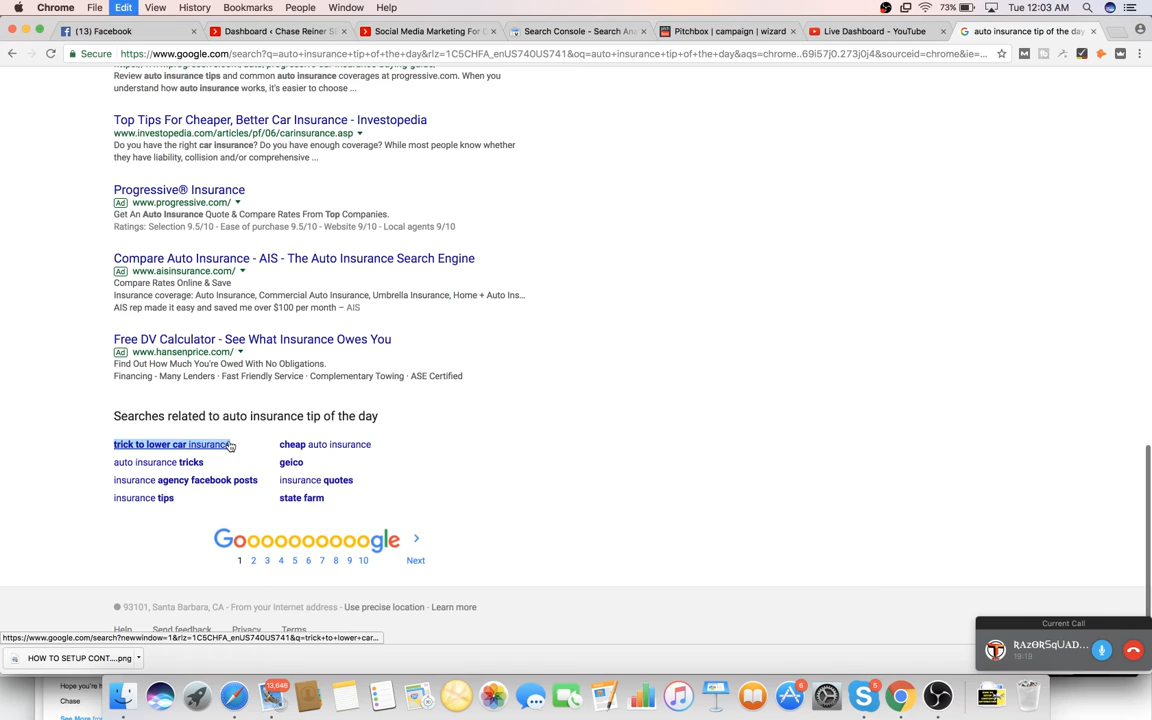 Chrome File Edit View History Bookmarks People Window Help 73% Tue 12:03 AM
(13) Facebook Dashboard ‹ Chase Reiner S Social Media Marketing For D Search Console - Search Ana Pitchbox | campaign | wizard Live Dashboard - YouTube auto insurance tip of the day
Secure https://www.google.com/search?q=auto+insurance+tip+of+the+day&rlz=1C5CHFA_enUS740US741&oq=auto+insurance+tip+of+the+day&aqs=chrome..69i57j0.273j0j4&sourceid=chrome&ie=...
Review auto insurance tips and common auto insurance coverages at progressive.com. When you
understand how auto insurance works, it's easier to choose ...
Top Tips For Cheaper, Better Car Insurance - Investopedia
www.investopedia.com/articles/pf/06/carinsurance.asp
Do you have the right car insurance? Do you have enough coverage? While most people know whether
they have liability, collision and/or comprehensive ...
Progressive® Insurance
Ad www.progressive.com/
Get An Auto Insurance Quote & Compare Rates From Top Companies.
Ratings: Selection 9.5/10 - Ease of purchase 9.5/10 - Website 9/10 - Local agents 9/10
Compare Auto Insurance - AIS - The Auto Insurance Search Engine
Ad www.aisinsurance.com/
Compare Rates Online & Save
Insurance coverage: Auto Insurance, Commercial Auto Insurance, Umbrella Insurance, Home + Auto Ins...
AIS rep made it easy and saved me over $100 per month – AIS
Free DV Calculator - See What Insurance Owes You
Ad www.hansenprice.com/
Find Out How Much You're Owed With No Obligations.
Financing - Many Lenders · Fast Friendly Service · Complementary Towing · ASE Certified
Searches related to auto insurance tip of the day
trick to lower car insurance cheap auto insurance
auto insurance tricks geico
insurance agency facebook posts insurance quotes
insurance tips state farm
Goooooooooogle
1 2 3 4 5 6 7 8 9 10 Next
93101, Santa Barbara, CA - From your Internet address - Use precise location - Learn more
Help Send feedback Privacy Terms
https://www.google.com/search?newwindow=1&rlz=1C5CHFA_enUS740US741&q=trick+to+lower+car...
Current Call
RAzORSqUAD...
19:19
HOW TO SETUP CONT....png
Hope you're
Chase
See More from
13,646
6
5